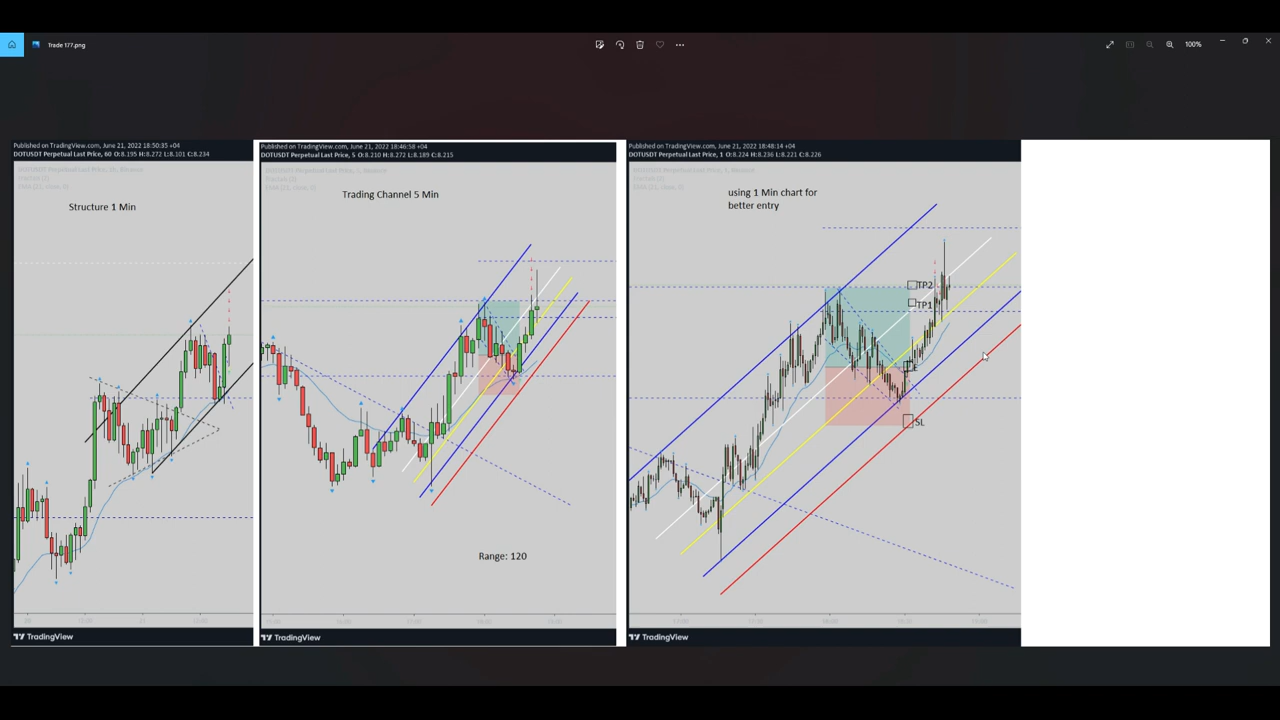 Trade 177.png
100%
Published on TradingView.com, June 21, 2022 18:50:35 +04
DOTUSDT Perpetual Last Price, 60 O:8.195 H:8.272 L:8.101 C:8.234
Structure 1 Min
TradingView
Published on TradingView.com, June 21, 2022 18:46:58 +04
DOTUSDT Perpetual Last Price, 5 O:8.210 H:8.272 L:8.189 C:8.215
Trading Channel 5 Min
Range: 120
TradingView
Published on TradingView.com, June 21, 2022 18:48:14 +04
DOTUSDT Perpetual Last Price, 1 O:8.224 H:8.236 L:8.221 C:8.226
using 1 Min chart for
better entry
TP2
TP1
E
SL
TradingView